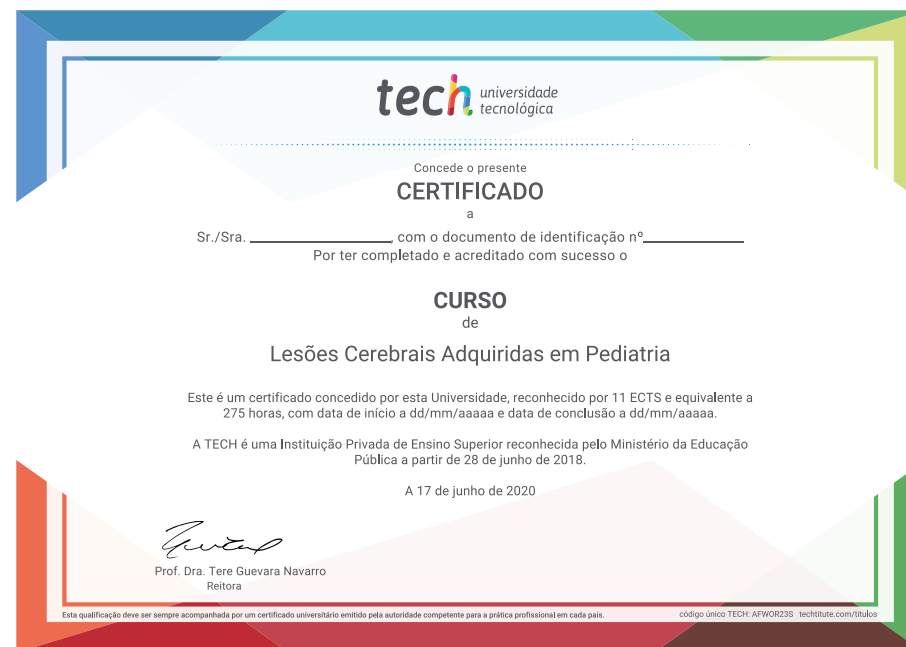 tech universidade
tecnológica
Concede o presente
CERTIFICADO
a
Sr./Sra. ____________________, com o documento de identificação nº______________
Por ter completado e acreditado com sucesso o
CURSO
de
Lesões Cerebrais Adquiridas em Pediatria
Este é um certificado concedido por esta Universidade, reconhecido por 11 ECTS e equivalente a
275 horas, com data de início a dd/mm/aaaaa e data de conclusão a dd/mm/aaaaa.
A TECH é uma Instituição Privada de Ensino Superior reconhecida pelo Ministério da Educação
Pública a partir de 28 de junho de 2018.
A 17 de junho de 2020
Prof. Dra. Tere Guevara Navarro
Reitora
Esta qualificação deve ser sempre acompanhada por um certificado universitário emitido pela autoridade competente para a prática profissional em cada país.
código único TECH: AFWOR23S techtitute.com/titulos